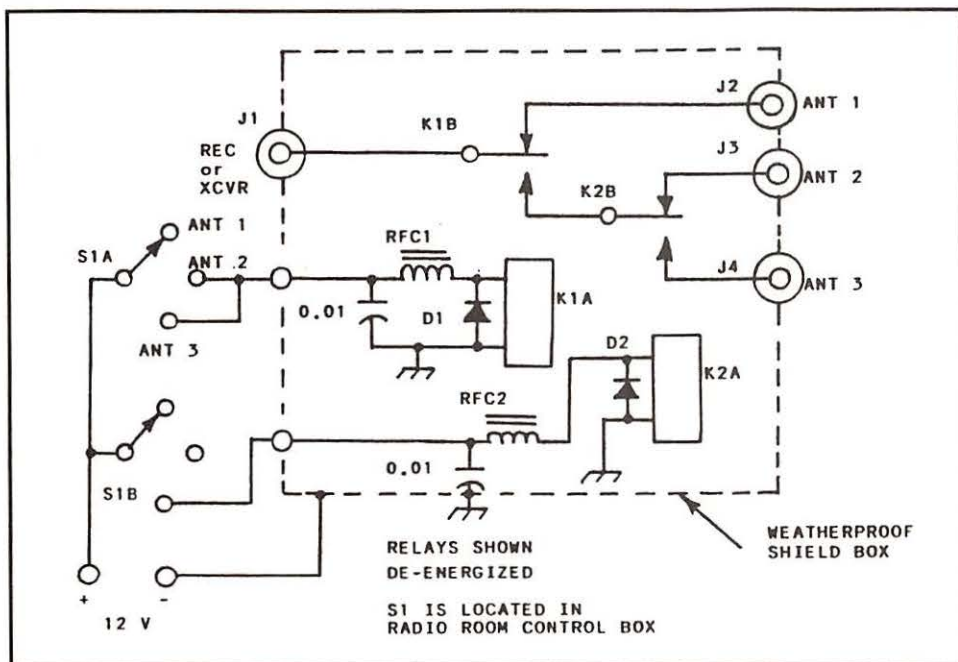 J2
ANT 1
J1
K1B
J3
REC
or
XCVR
K2B
ANT 2
ANT 1
S1A
ANT 2
RFC1
J4
ANT 3
0.01
D1
K1A
ANT 3
D2
K2A
RFC2
0.01
S1B
WEATHERPROOF
SHIELD BOX
RELAYS SHOWN
DE-ENERGIZED
+ -
12 V
S1 IS LOCATED IN
RADIO ROOM CONTROL BOX